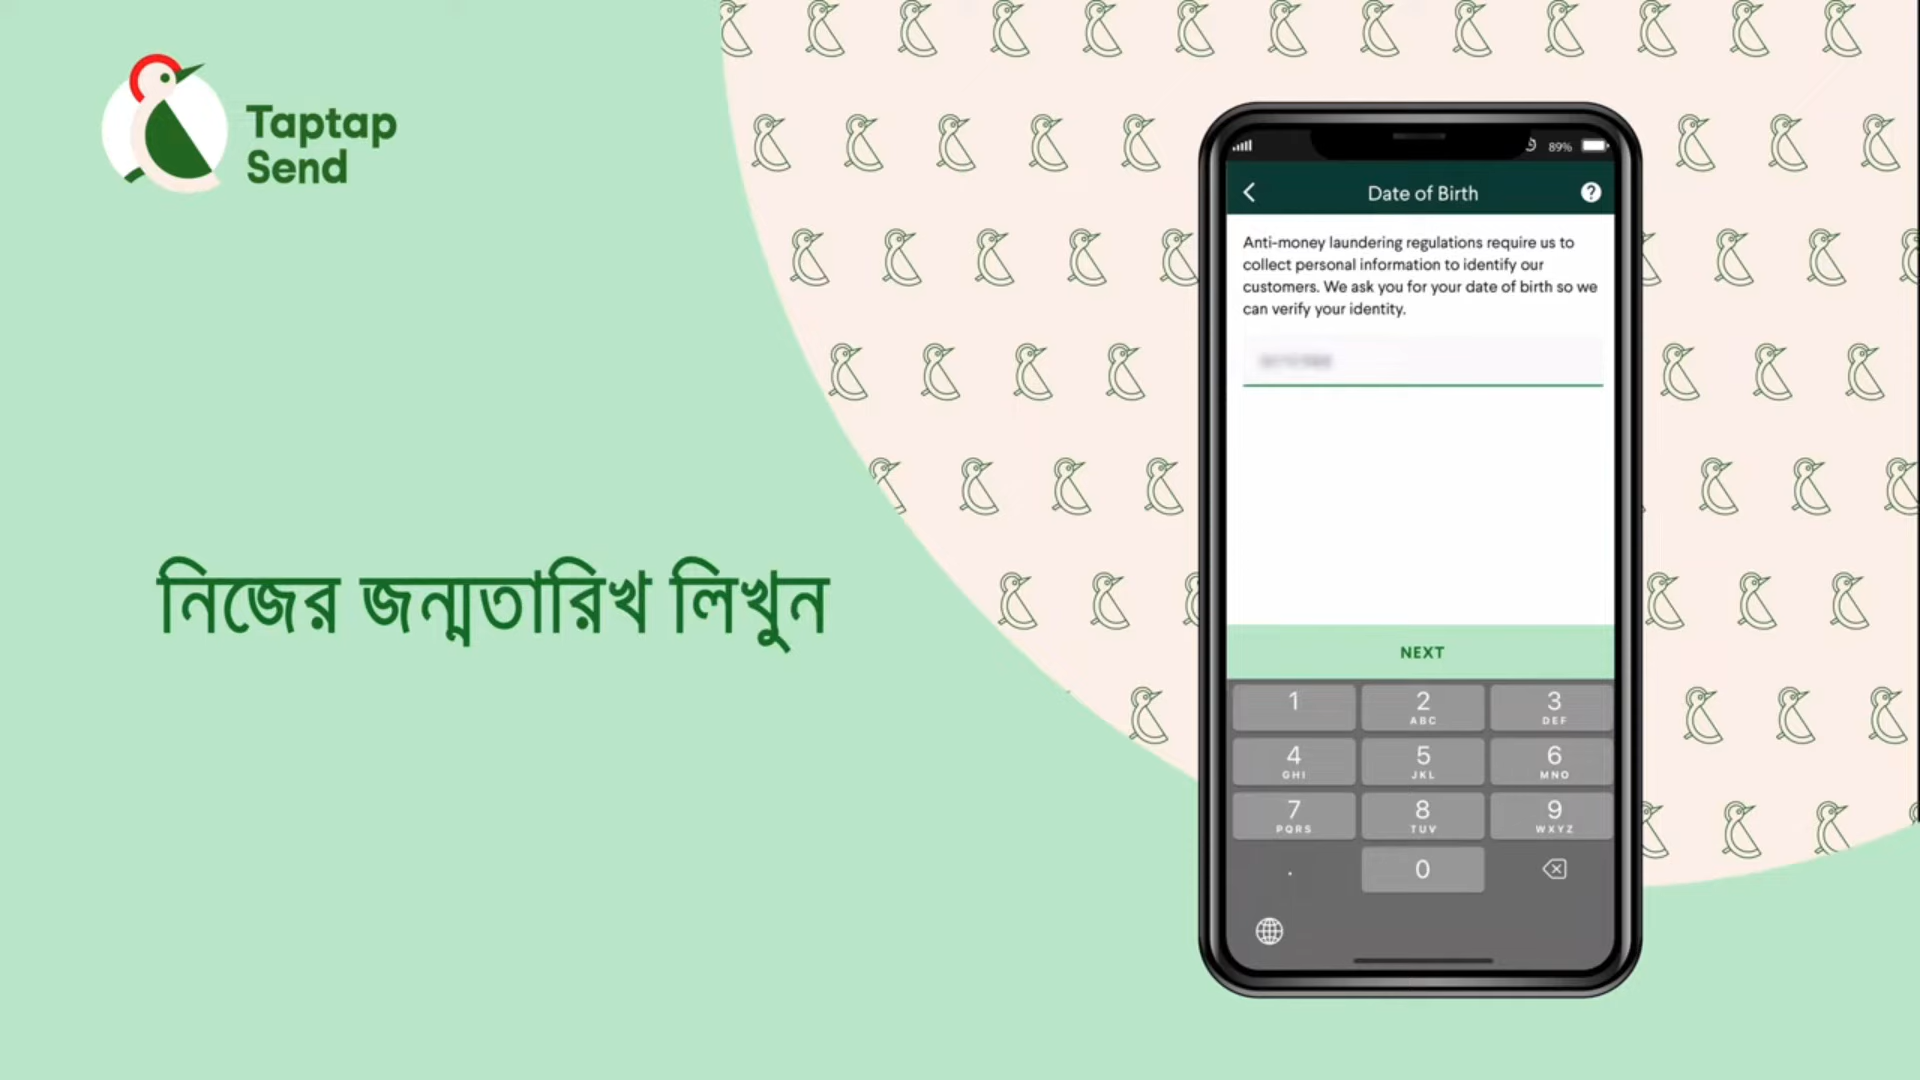 Taptap
Send
নিজের জন্মতারিখ লিখুন
89%
Date of Birth
?
Anti-money laundering regulations require us to
collect personal information to identify our
customers. We ask you for your date of birth so we
can verify your identity.
NEXT
1 2 3
ABC DEF
4 5 6
GHI JKL MNO
7 8 9
PQRS TUV WXYZ
. 0